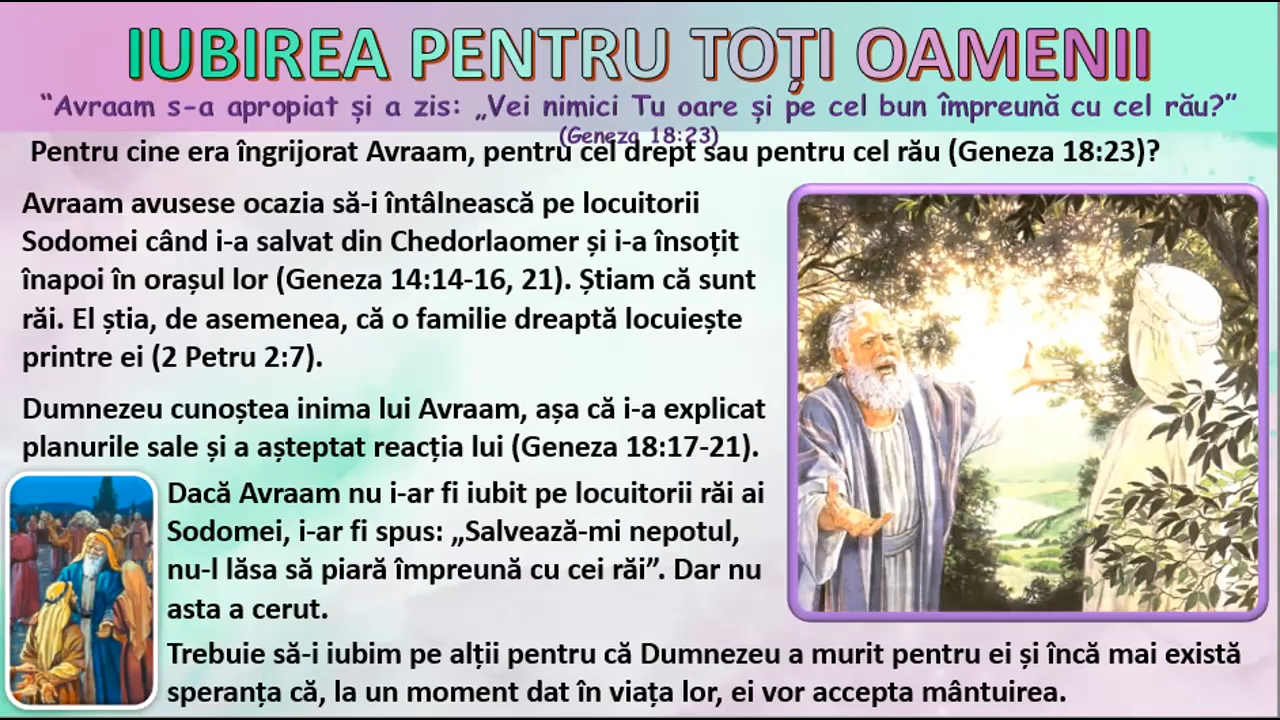 IUBIREA PENTRU TOȚI OAMENII
“Avraam s-a apropiat și a zis: „Vei nimici Tu oare și pe cel bun împreună cu cel rău?”
(Geneza 18:23)
Pentru cine era îngrijorat Avraam, pentru cel drept sau pentru cel rău (Geneza 18:23)?
Avraam avusese ocazia să-i întâlnească pe locuitorii
Sodomei când i-a salvat din Chedorlaomer și i-a însoțit
înapoi în orașul lor (Geneza 14:14-16, 21). Știam că sunt
răi. El știa, de asemenea, că o familie dreaptă locuiește
printre ei (2 Petru 2:7).
Dumnezeu cunoștea inima lui Avraam, așa că i-a explicat
planurile sale și a așteptat reacția lui (Geneza 18:17-21).
Dacă Avraam nu i-ar fi iubit pe locuitorii răi ai
Sodomei, i-ar fi spus: „Salvează-mi nepotul,
nu-l lăsa să piară împreună cu cei răi”. Dar nu
asta a cerut.
Trebuie să-i iubim pe alții pentru că Dumnezeu a murit pentru ei și încă mai există
speranța că, la un moment dat în viața lor, ei vor accepta mântuirea.